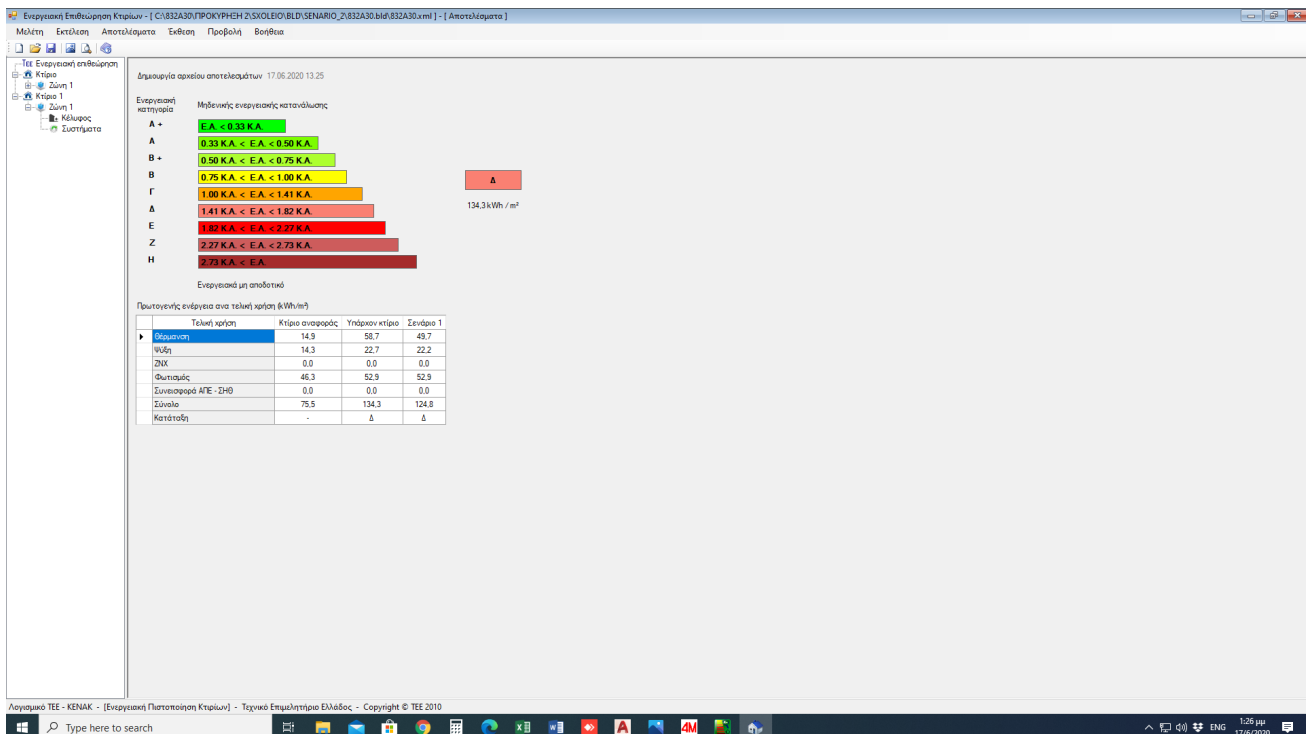 Ενεργειακή Επιθεώρηση Κτιρίων - [ C:\832A30\ΠΡΟΚΥΡΗΞΗ 2\SXOLEIO\BLD\SENARIO_2\832A30.bld\832A30.xml ] - [ Αποτελέσματα ]
Μελέτη Εκτέλεση Αποτελέσματα Έκθεση Προβολή Βοήθεια
ΤΕΕ Ενεργειακή επιθεώρηση
Κτίριο
Ζώνη 1
Κτίριο 1
Ζώνη 1
Κέλυφος
Συστήματα
Δημιουργία αρχείου αποτελεσμάτων 17.06.2020 13.25
Ενεργειακή κατηγορία
Μηδενικής ενεργειακής κατανάλωσης
Α + Ε.Α. < 0.33 Κ.Α.
Α 0.33 Κ.Α. < Ε.Α. < 0.50 Κ.Α.
Β + 0.50 Κ.Α. < Ε.Α. < 0.75 Κ.Α.
Β 0.75 Κ.Α. < Ε.Α. < 1.00 Κ.Α.
Γ 1.00 Κ.Α. < Ε.Α. < 1.41 Κ.Α.
Δ 1.41 Κ.Α. < Ε.Α. < 1.82 Κ.Α.
Ε 1.82 Κ.Α. < Ε.Α. < 2.27 Κ.Α.
Ζ 2.27 Κ.Α. < Ε.Α. < 2.73 Κ.Α.
Η 2.73 Κ.Α. < Ε.Α.
Δ
134,3 kWh / m²
Ενεργειακά μη αποδοτικό
Πρωτογενής ενέργεια ανα τελική χρήση (kWh/m²)
Τελική χρήση Κτίριο αναφοράς Υπάρχον κτίριο Σενάριο 1
Θέρμανση 14,9 58,7 49,7
Ψύξη 14,3 22,7 22,2
ΖΝΧ 0,0 0,0 0,0
Φωτισμός 46,3 52,9 52,9
Συνεισφορά ΑΠΕ - ΣΗΘ 0,0 0,0 0,0
Σύνολο 75,5 134,3 124,8
Κατάταξη - Δ Δ
Λογισμικό ΤΕΕ - ΚΕΝΑΚ - [Ενεργειακή Πιστοποίηση Κτιρίων] - Τεχνικό Επιμελητήριο Ελλάδος - Copyright © ΤΕΕ 2010
Type here to search
4M
ENG
1:26 μμ
17/6/2020